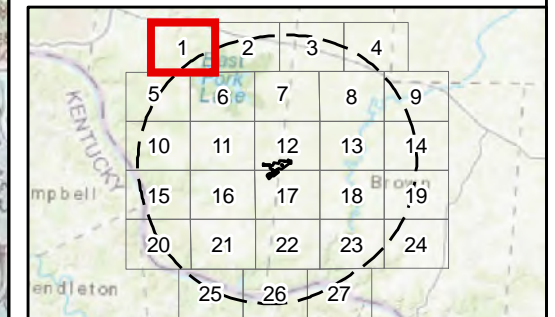 1 2 3 4
East
Fork
Lake
5 6 7 8 9
KENTUCKY
10 11 12 13 14
mpbell
Brown
15 16 17 18 19
20 21 22 23 24
endleton
25 26 27